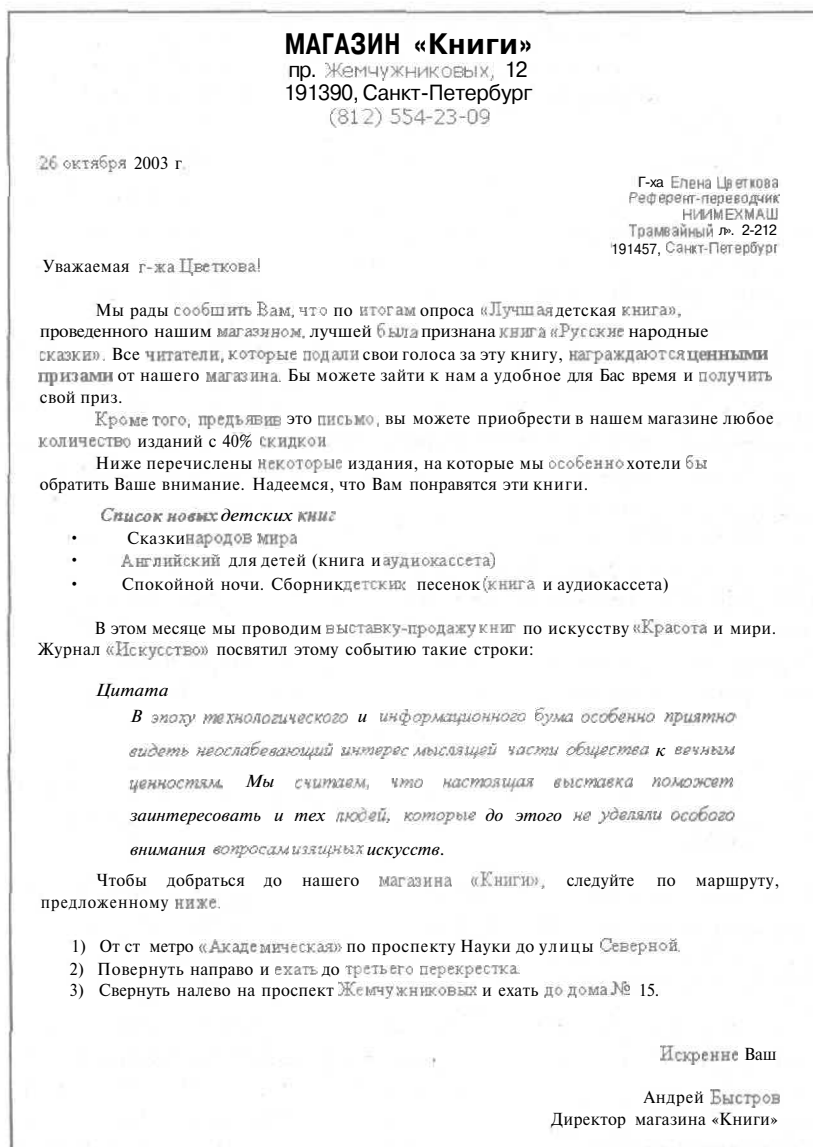 МАГАЗИН «Книги»
пр. Жемчужниковых, 12
191390, Санкт-Петербург
(812) 554-23-09
26 октября 2003 г.
Г-ха Елена Цветкова
Референт-переводчик
НИИМЕХМАШ
Трамвайный л». 2-212
191457, Санкт-Петербург
Уважаемая г-жа Цветкова!
Мы рады сообщить Вам, что по итогам опроса «Лучшая детская книга»,
проведенного нашим магазином, лучшей была признана книга «Русские народные
сказки». Все читатели, которые подали свои голоса за эту книгу, награждаются ценными
призами от нашего магазина. Бы можете зайти к нам а удобное для Бас время и получить
свой приз.
Кроме того, предъявив это письмо, вы можете приобрести в нашем магазине любое
количество изданий с 40% скидкой
Ниже перечислены некоторые издания, на которые мы особенно хотели бы
обратить Ваше внимание. Надеемся, что Вам понравятся эти книги.
Список новых детских книг
• Сказки народов мира
• Английский для детей (книга и аудиокассета)
• Спокойной ночи. Сборник детских песенок (книга и аудиокассета)
В этом месяце мы проводим выставку-продажу книг по искусству «Красота и мири.
Журнал «Искусство» посвятил этому событию такие строки:
Цитата
В эпоху технологического и информационного бума особенно приятно
видеть неослабевающий интерес мыслящей части общества к вечным
ценностям. Мы считаем, что настоящая выставка поможет
заинтересовать и тех людей, которые до этого не уделяли особого
внимания вопросам изящных искусств.
Чтобы добраться до нашего магазина «Книги», следуйте по маршруту,
предложенному ниже.
1) От ст метро «Академическая» по проспекту Науки до улицы Северной.
2) Повернуть направо и ехать до третьего перекрестка.
3) Свернуть налево на проспект Жемчужниковых и ехать до дома № 15.
Искренне Ваш
Андрей Быстров
Директор магазина «Книги»